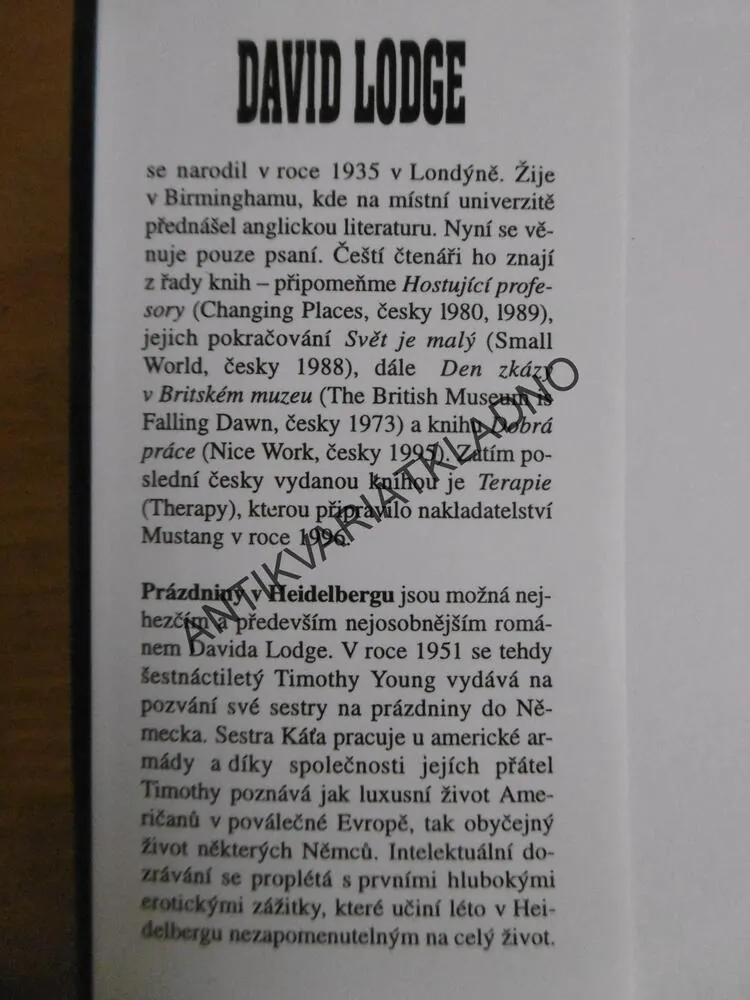 DAVID LODGE
se narodil v roce 1935 v Londýně. Žije
v Birminghamu, kde na místní univerzitě
přednášel anglickou literaturu. Nyní se vě-
nuje pouze psaní. Čeští čtenáři ho znají
z řady knih – připomeňme Hostující profe-
sory (Changing Places, česky 1980, 1989),
jejich pokračování Svět je malý (Small
World, česky 1988), dále Den zkázy
v Britském muzeu (The British Museum is
Falling Dawn, česky 1973) a knihu Dobrá
práce (Nice Work, česky 1995). Zatím po-
slední česky vydanou knihou je Terapie
(Therapy), kterou připravilo nakladatelství
Mustang v roce 1996.
Prázdniny v Heidelbergu jsou možná nej-
hezčím a především nejosobnějším romá-
nem Davida Lodge. V roce 1951 se tehdy
šestnáctiletý Timothy Young vydává na
pozvání své sestry na prázdniny do Ně-
mecka. Sestra Káťa pracuje u americké ar-
mády a díky společnosti jejích přátel
Timothy poznává jak luxusní život Ame-
ričanů v poválečné Evropě, tak obyčejný
život některých Němců. Intelektuální do-
zrávání se proplétá s prvními hlubokými
erotickými zážitky, které učiní léto v Hei-
delbergu nezapomenutelným na celý život.
ANTIKVARIATKLADNO